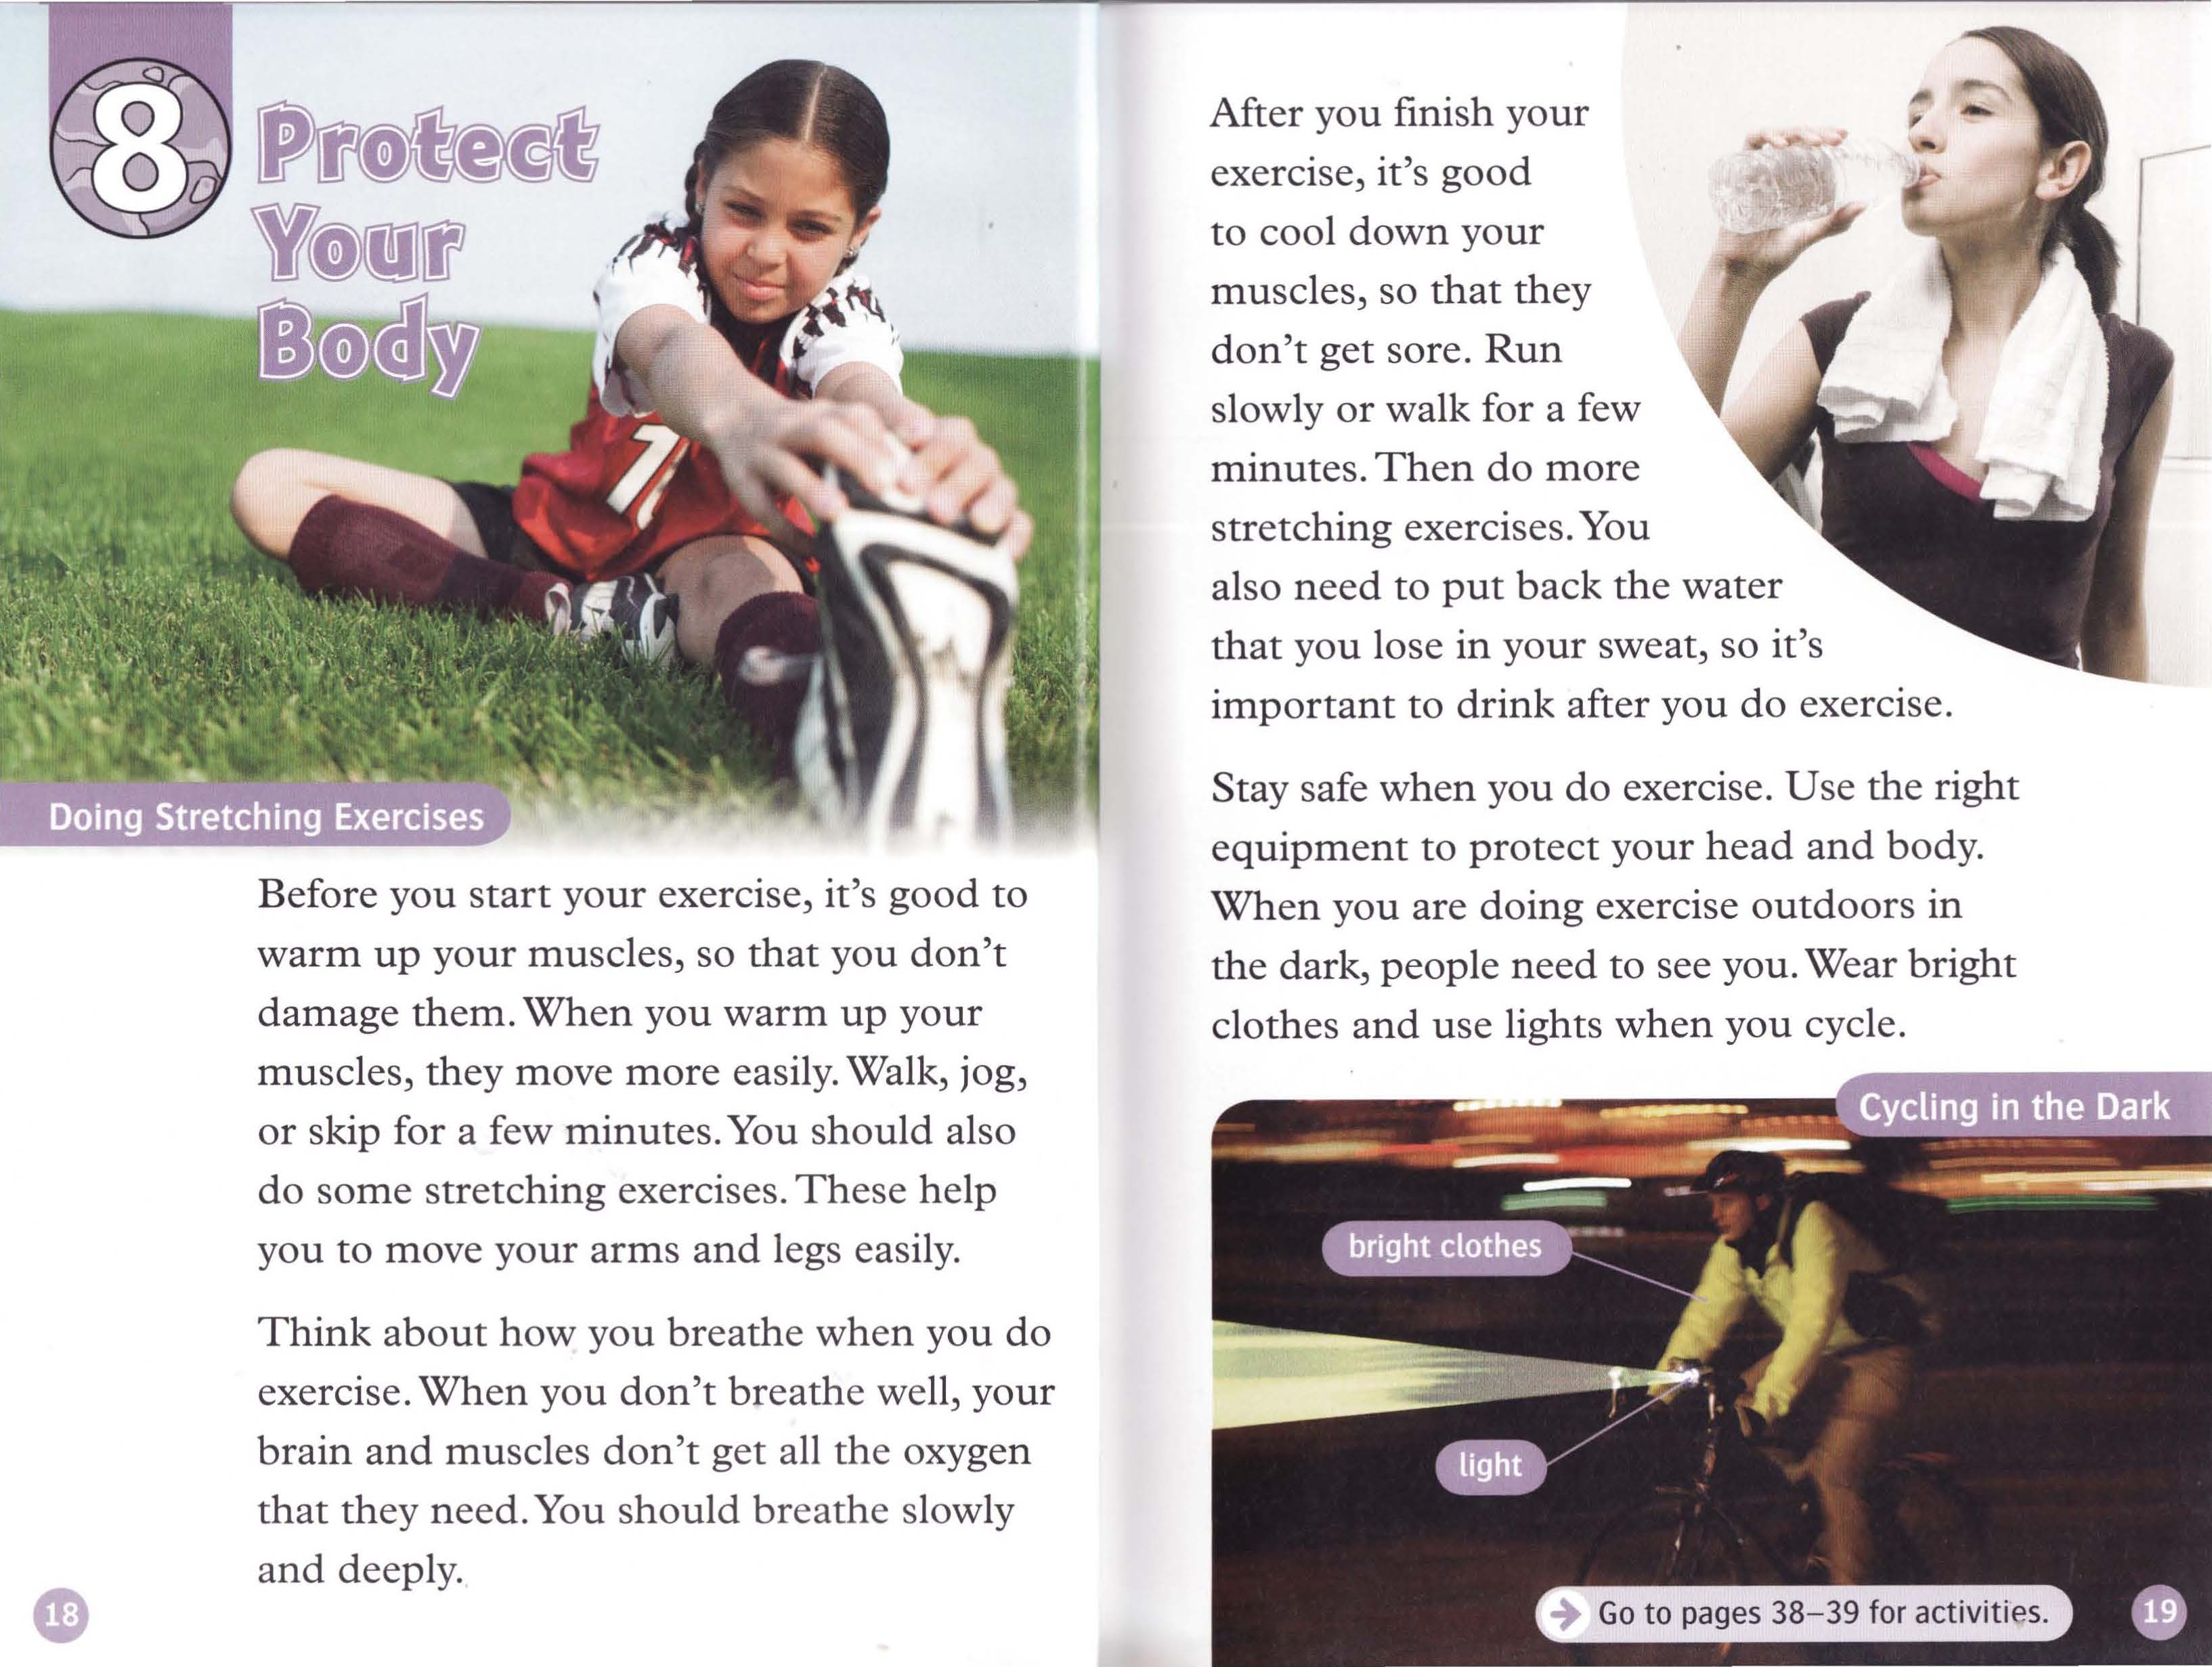 8
Protect
Your
Body
10
Doing Stretching Exercises
Before you start your exercise, it's good to
warm up your muscles, so that you don't
damage them. When you warm up your
muscles, they move more easily. Walk, jog,
or skip for a few minutes. You should also
do some stretching exercises. These help
you to move your arms and legs easily.
Think about how you breathe when you do
exercise. When you don't breathe well, your
brain and muscles don't get all the oxygen
that they need. You should breathe slowly
and deeply.
18
After you finish your
exercise, it's good
to cool down your
muscles, so that they
don't get sore. Run
slowly or walk for a few
minutes. Then do more
stretching exercises. You
also need to put back the water
that you lose in your sweat, so it's
important to drink after you do exercise.
Stay safe when you do exercise. Use the right
equipment to protect your head and body.
When you are doing exercise outdoors in
the dark, people need to see you. Wear bright
clothes and use lights when you cycle.
Cycling in the Dark
bright clothes
light
Go to pages 38–39 for activities.
19